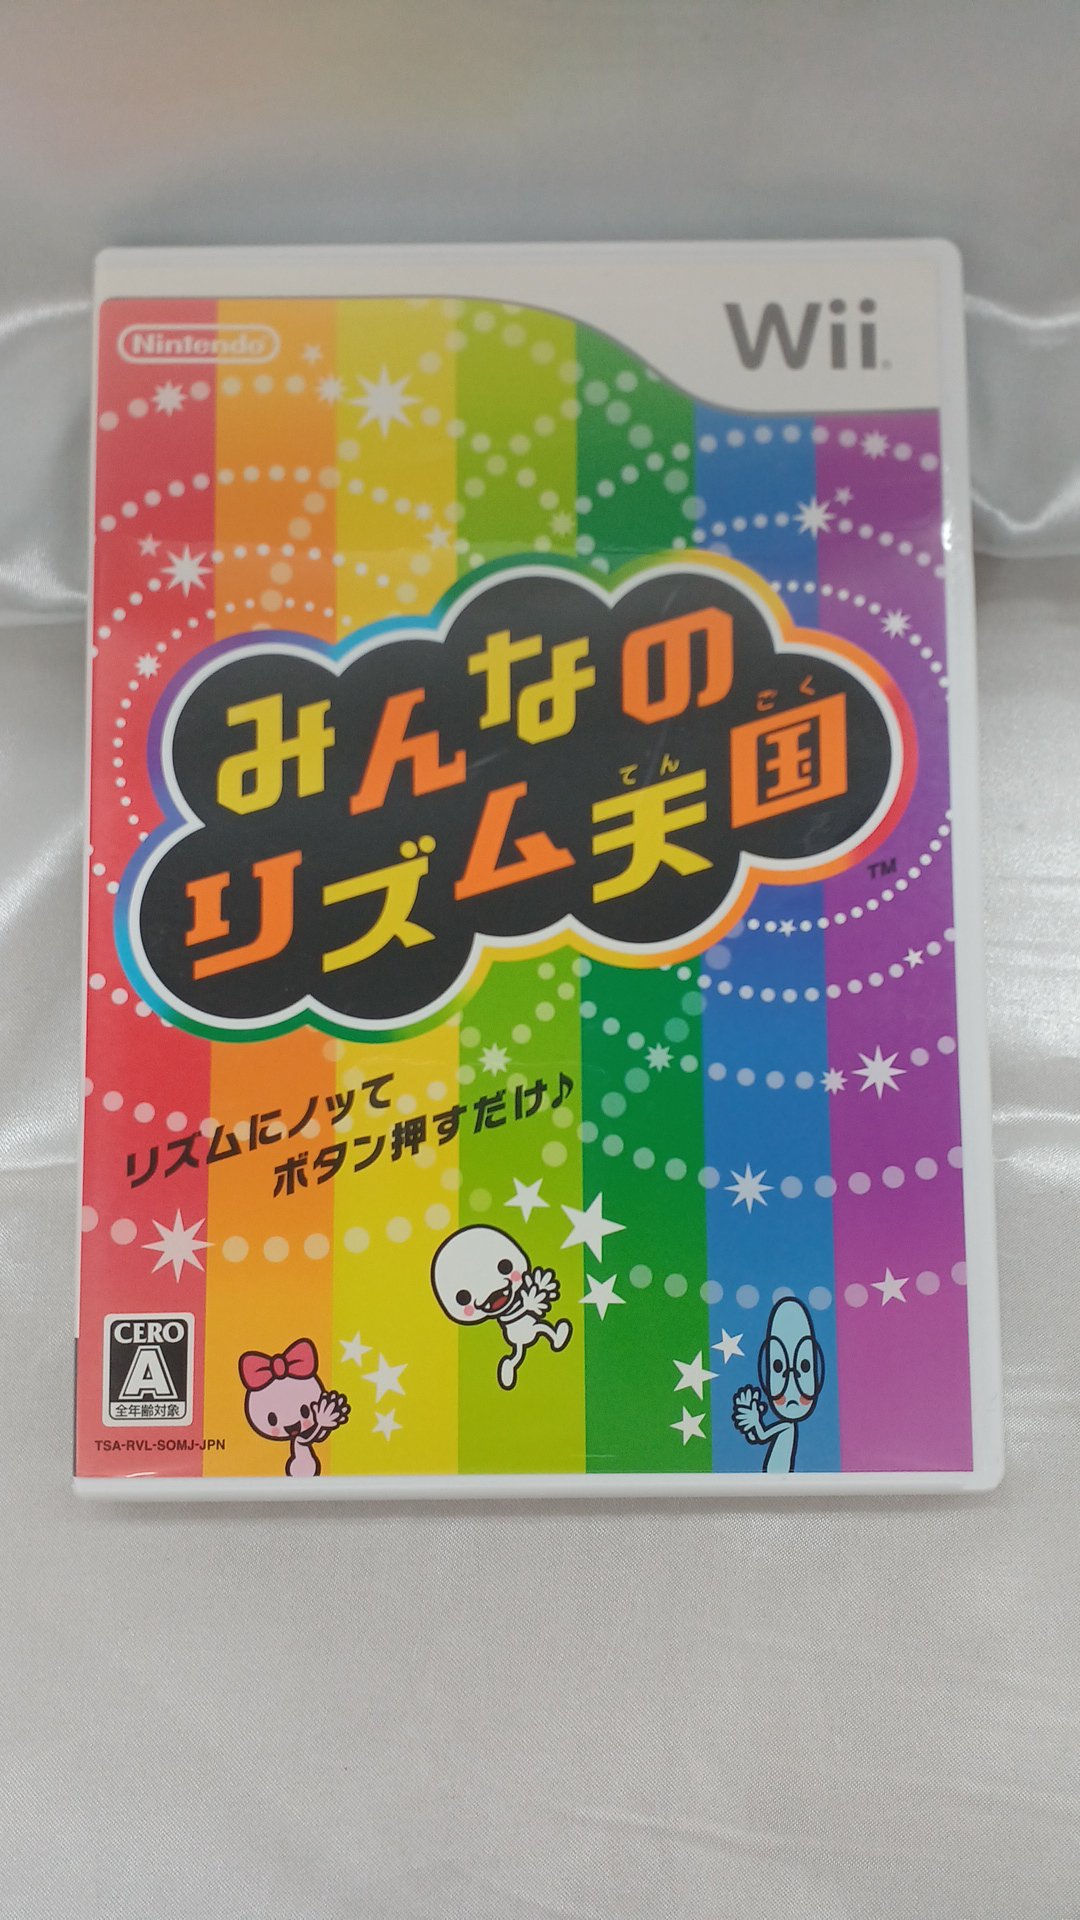 Nintendo
Wii
みんなの
リズム天国
てんごく
TM
リズムにノッて
ボタン押すだけ♪
CERO
A
全年齢対象
TSA-RVL-SOMJ-JPN